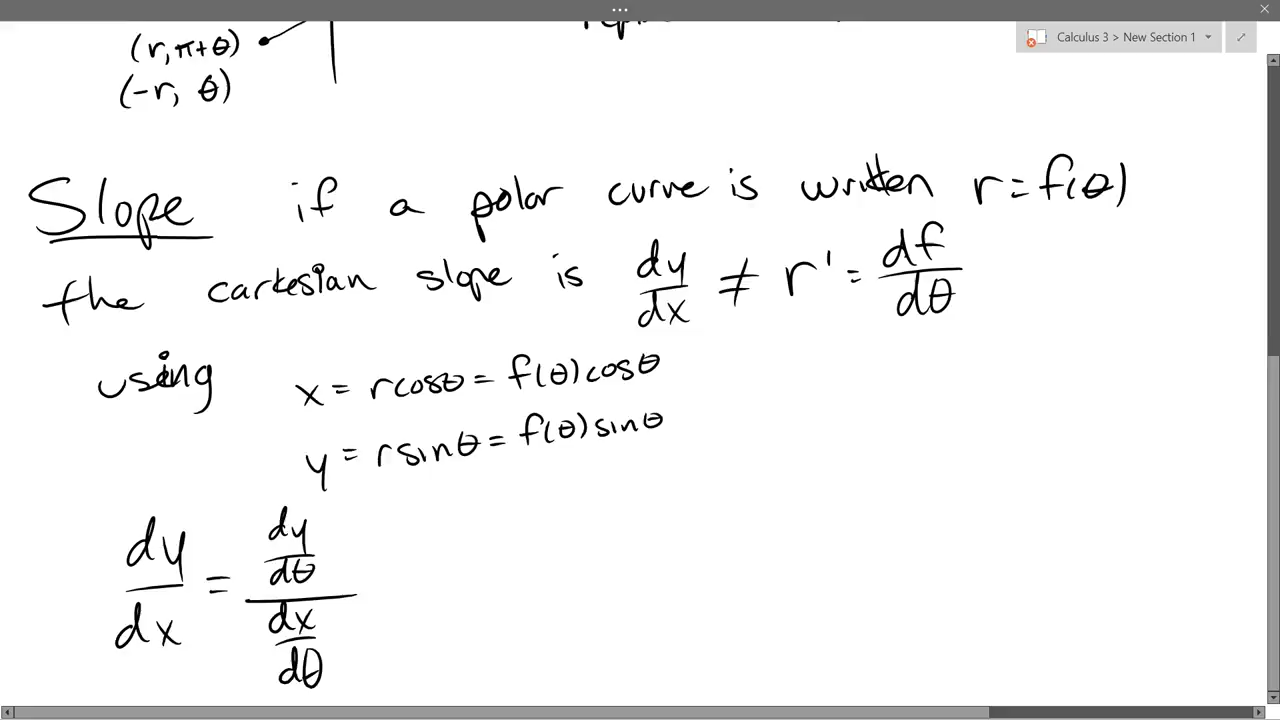 ...
Calculus 3 > New Section 1
(r, π+θ)
(-r, θ)
Slope if a polar curve is written r = f(θ)
the cartesian slope is dy/dx ≠ r' = df/dθ
using x = rcosθ = f(θ)cosθ
y = rsinθ = f(θ)sinθ
dy/dx = (dy/dθ)/(dx/dθ)